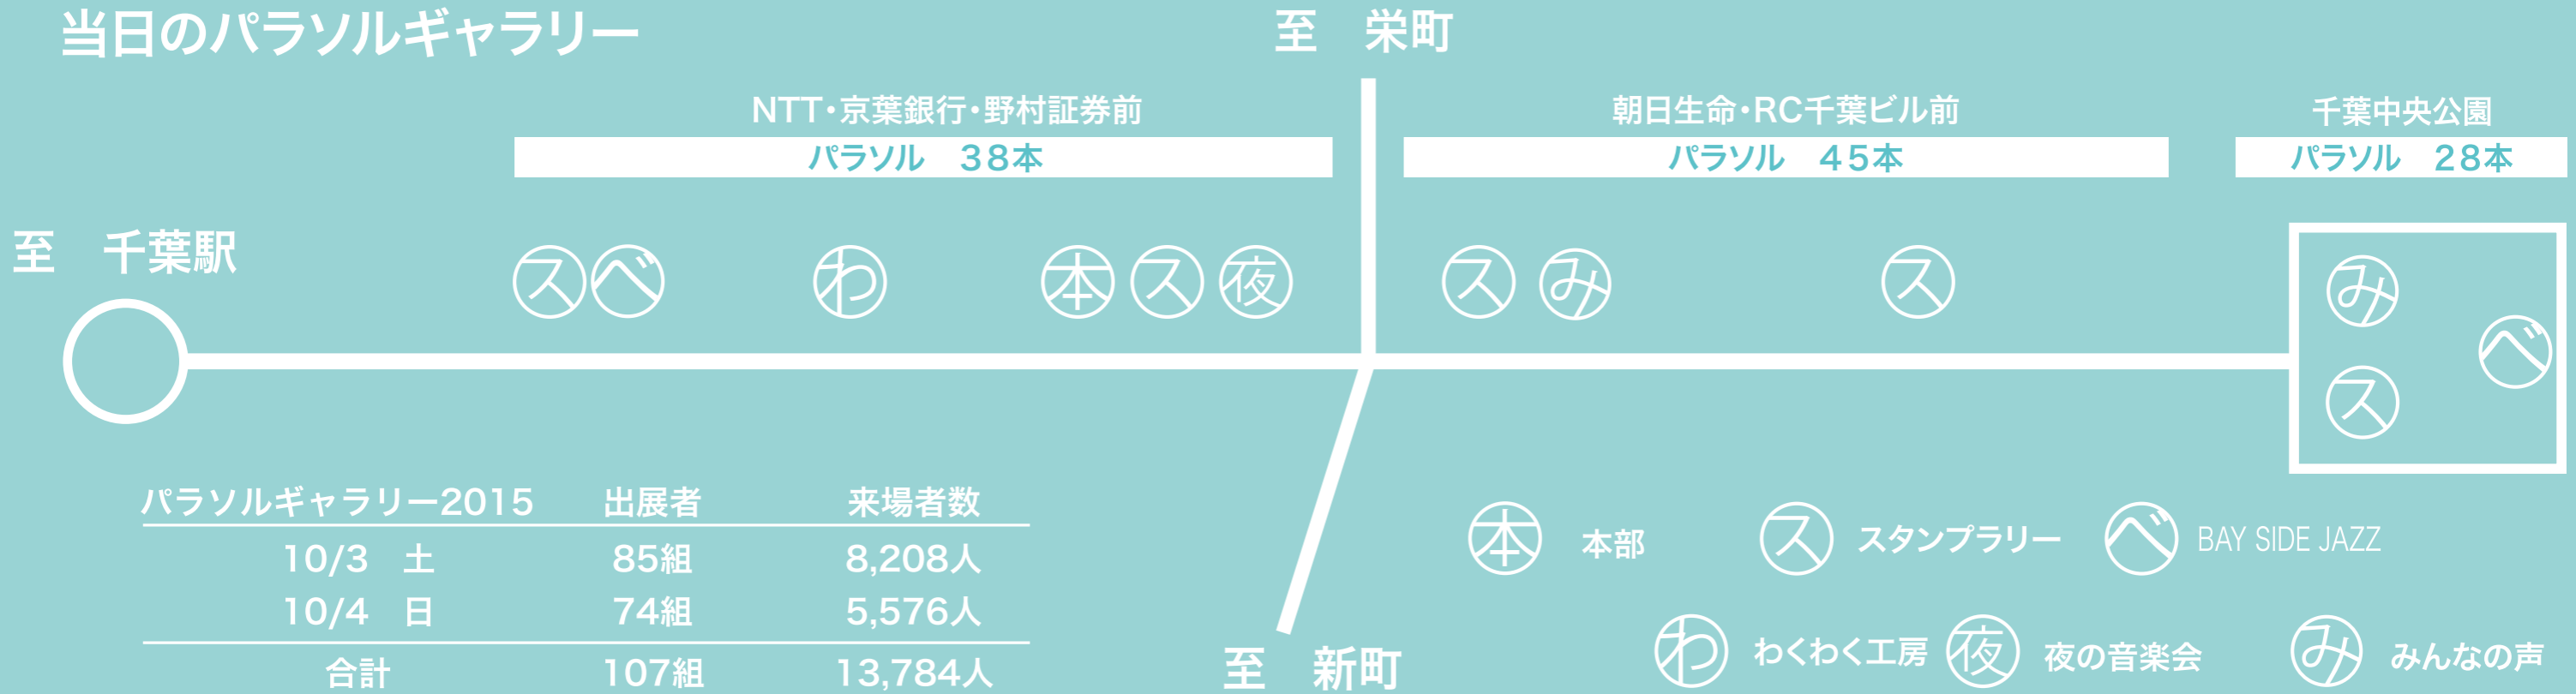 当日のパラソルギャラリー
至　栄町
NTT・京葉銀行・野村証券前
パラソル　38本
朝日生命・RC千葉ビル前
パラソル　45本
千葉中央公園
パラソル　28本
至　千葉駅
ス ベ わ 本 ス 夜 ス み ス
み
ベ
ス
パラソルギャラリー2015 出展者 来場者数
10/3　土 85組 8,208人
10/4　日 74組 5,576人
合計 107組 13,784人
至　新町
本 本部 ス スタンプラリー ベ BAY SIDE JAZZ
わ わくわく工房 夜 夜の音楽会 み みんなの声